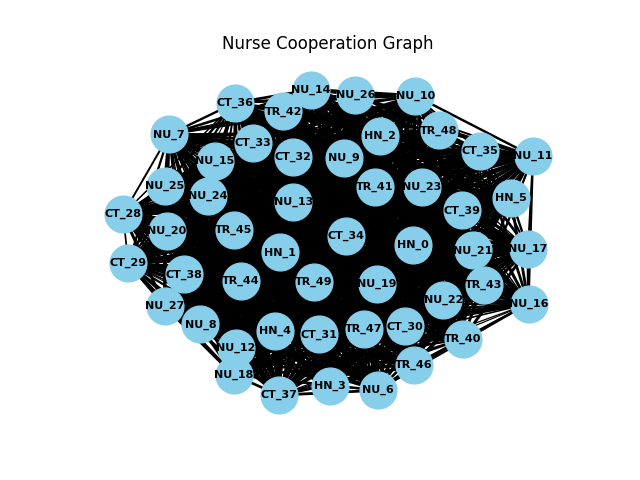 Nurse Cooperation Graph
NU_14
NU_26
NU_10
CT_36
TR_42
TR_48
NU_7
HN_2
CT_33
CT_35
NU_11
CT_32
NU_9
NU_15
NU_25
TR_41
NU_23
NU_24
HN_5
NU_13
CT_39
CT_28
TR_45
NU_20
CT_34
HN_0
NU_21
NU_17
HN_1
CT_29
CT_38
TR_44
TR_49
NU_19
TR_43
NU_22
NU_16
NU_27
NU_8
HN_4
CT_31
TR_47
CT_30
TR_40
NU_12
TR_46
NU_18
HN_3
NU_6
CT_37